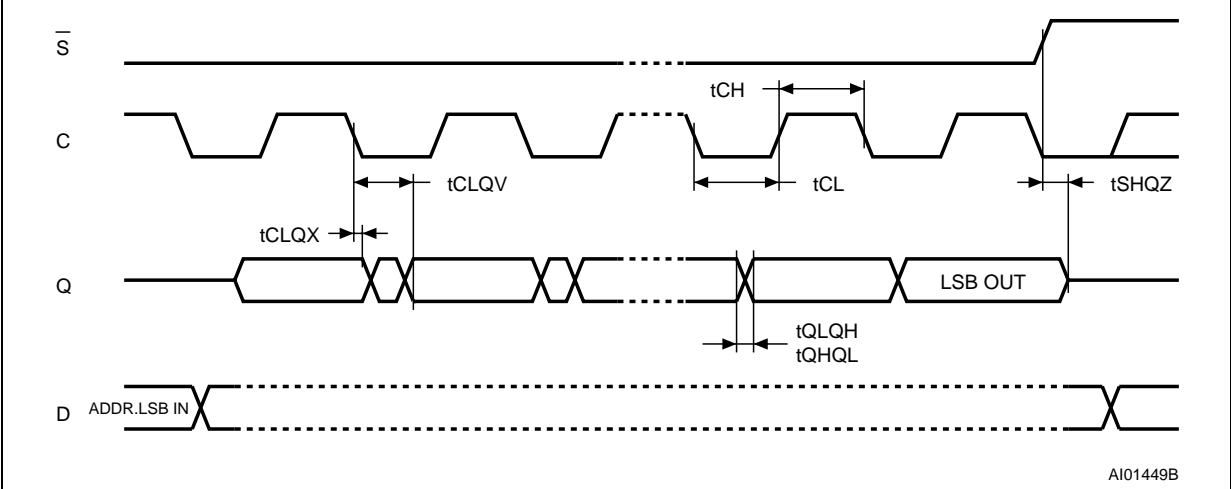 S
tCH
C
tCLQV
tCL
tSHQZ
tCLQX
Q
LSB OUT
tQLQH
tQHQL
D
ADDR.LSB IN
AI01449B